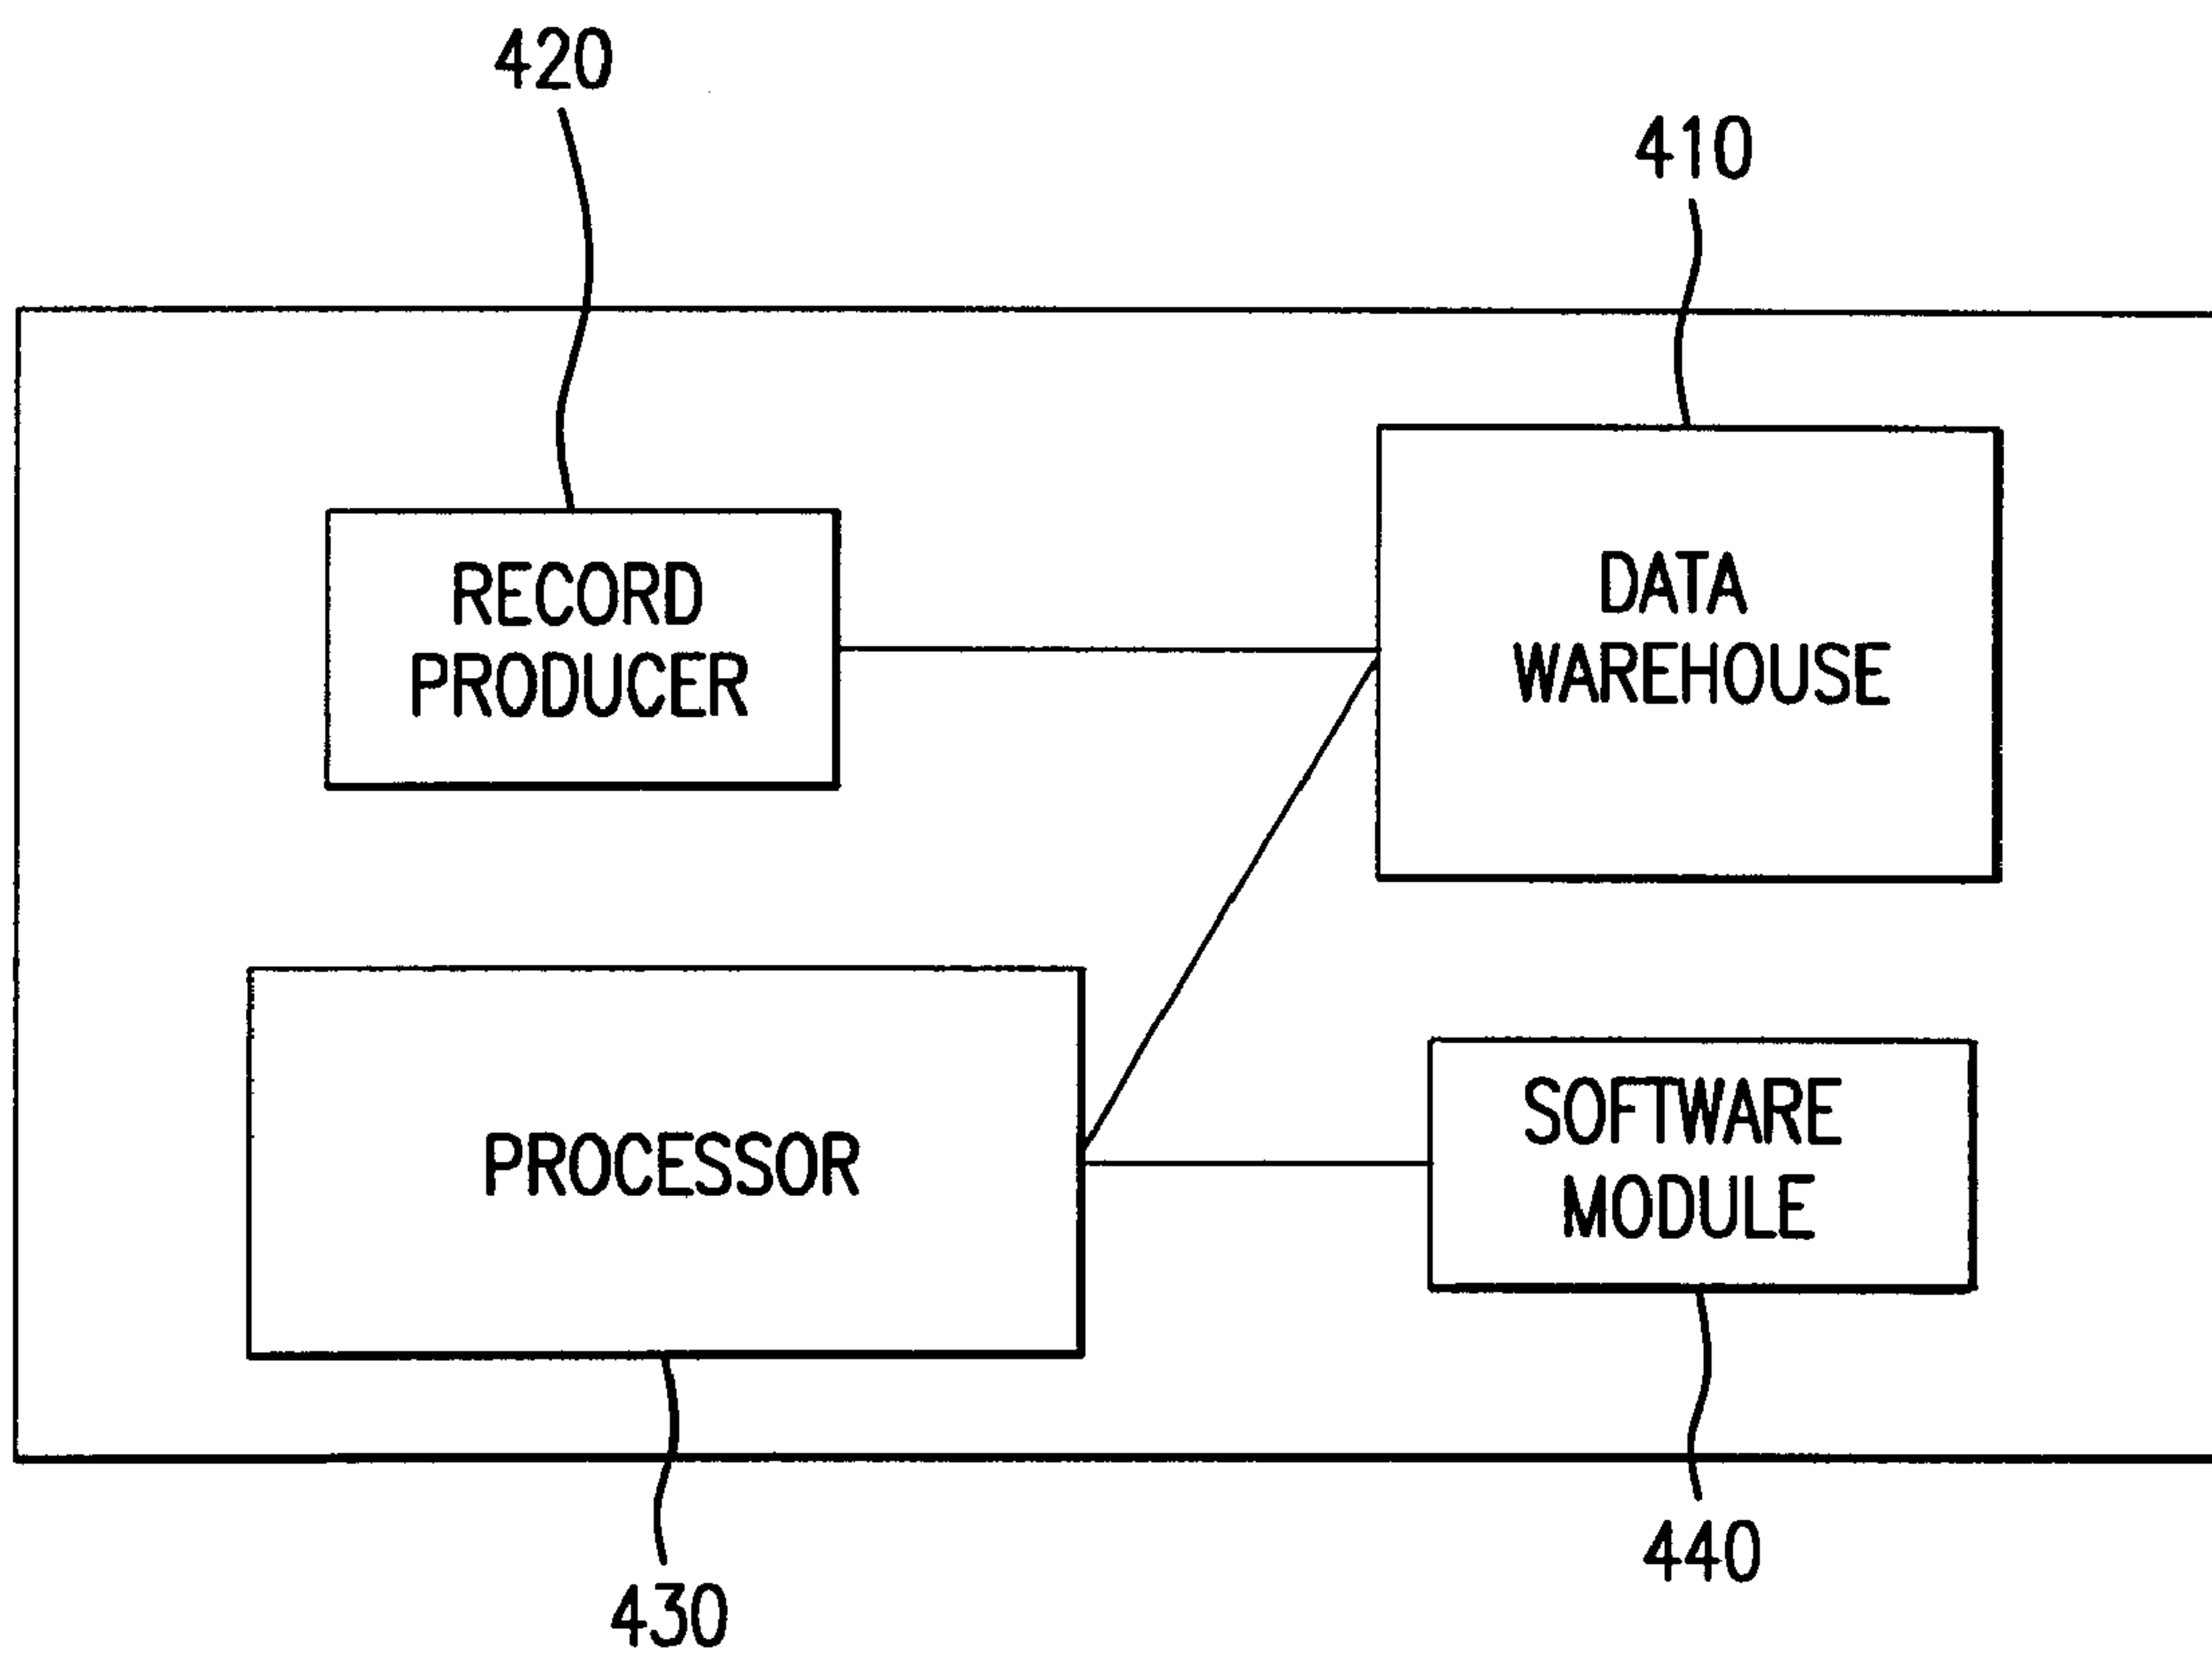 420
410
RECORD
PRODUCER
DATA
WAREHOUSE
PROCESSOR
SOFTWARE
MODULE
430
440